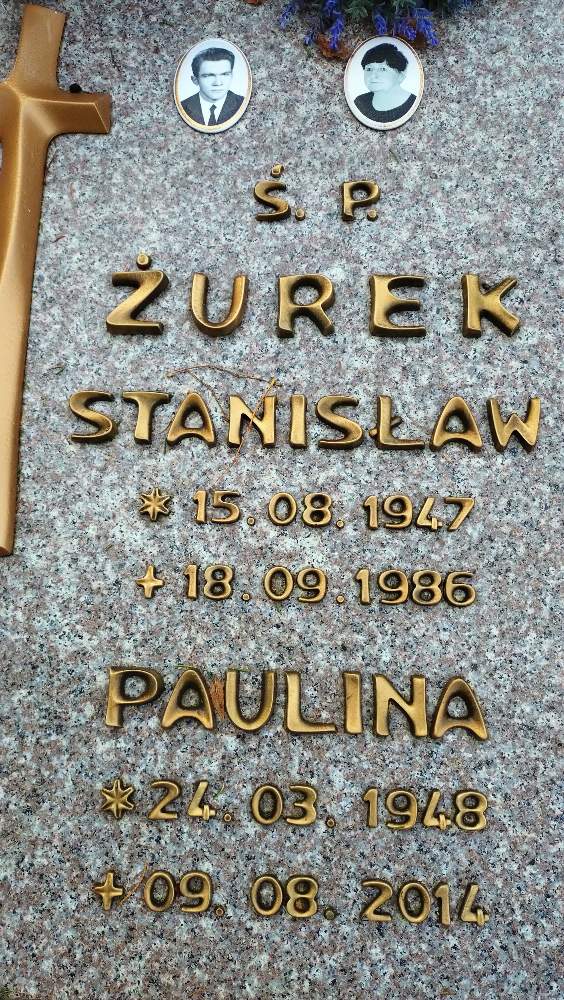 Ś. P.
ŻUREK
STANISŁAW
* 15. 08. 1947
+ 18. 09. 1986
PAULINA
* 24. 03. 1948
+ 09. 08. 2014